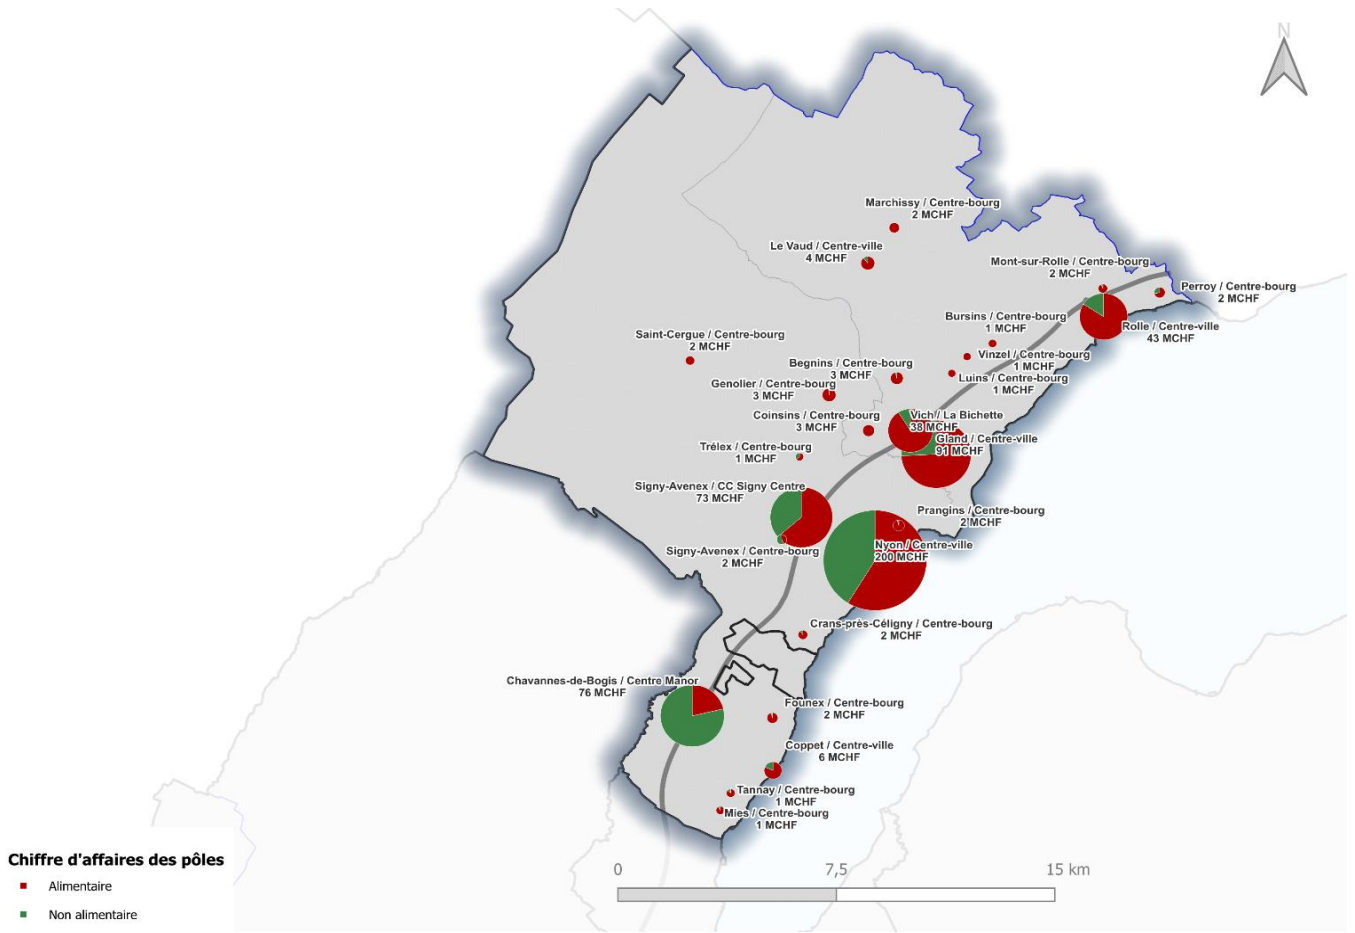 N
Marchissy / Centre-bourg
2 MCHF
Le Vaud / Centre-ville
4 MCHF
Mont-sur-Rolle / Centre-bourg
2 MCHF
Perroy / Centre-bourg
2 MCHF
Bursins / Centre-bourg
1 MCHF
Rolle / Centre-ville
43 MCHF
Saint-Cergue / Centre-bourg
2 MCHF
Vinzel / Centre-bourg
1 MCHF
Begnins / Centre-bourg
3 MCHF
Luins / Centre-bourg
1 MCHF
Genolier / Centre-bourg
3 MCHF
Coinsins / Centre-bourg
3 MCHF
Vich / La Bichette
38 MCHF
Gland / Centre-ville
91 MCHF
Trélex / Centre-bourg
1 MCHF
Signy-Avenex / CC Signy Centre
73 MCHF
Prangins / Centre-bourg
2 MCHF
Signy-Avenex / Centre-bourg
2 MCHF
Nyon / Centre-ville
200 MCHF
Crans-près-Céligny / Centre-bourg
2 MCHF
Chavannes-de-Bogis / Centre Manor
76 MCHF
Founex / Centre-bourg
2 MCHF
Coppet / Centre-ville
6 MCHF
Tannay / Centre-bourg
1 MCHF
Mies / Centre-bourg
1 MCHF
Chiffre d'affaires des pôles
Alimentaire
Non alimentaire
0 7,5 15 km